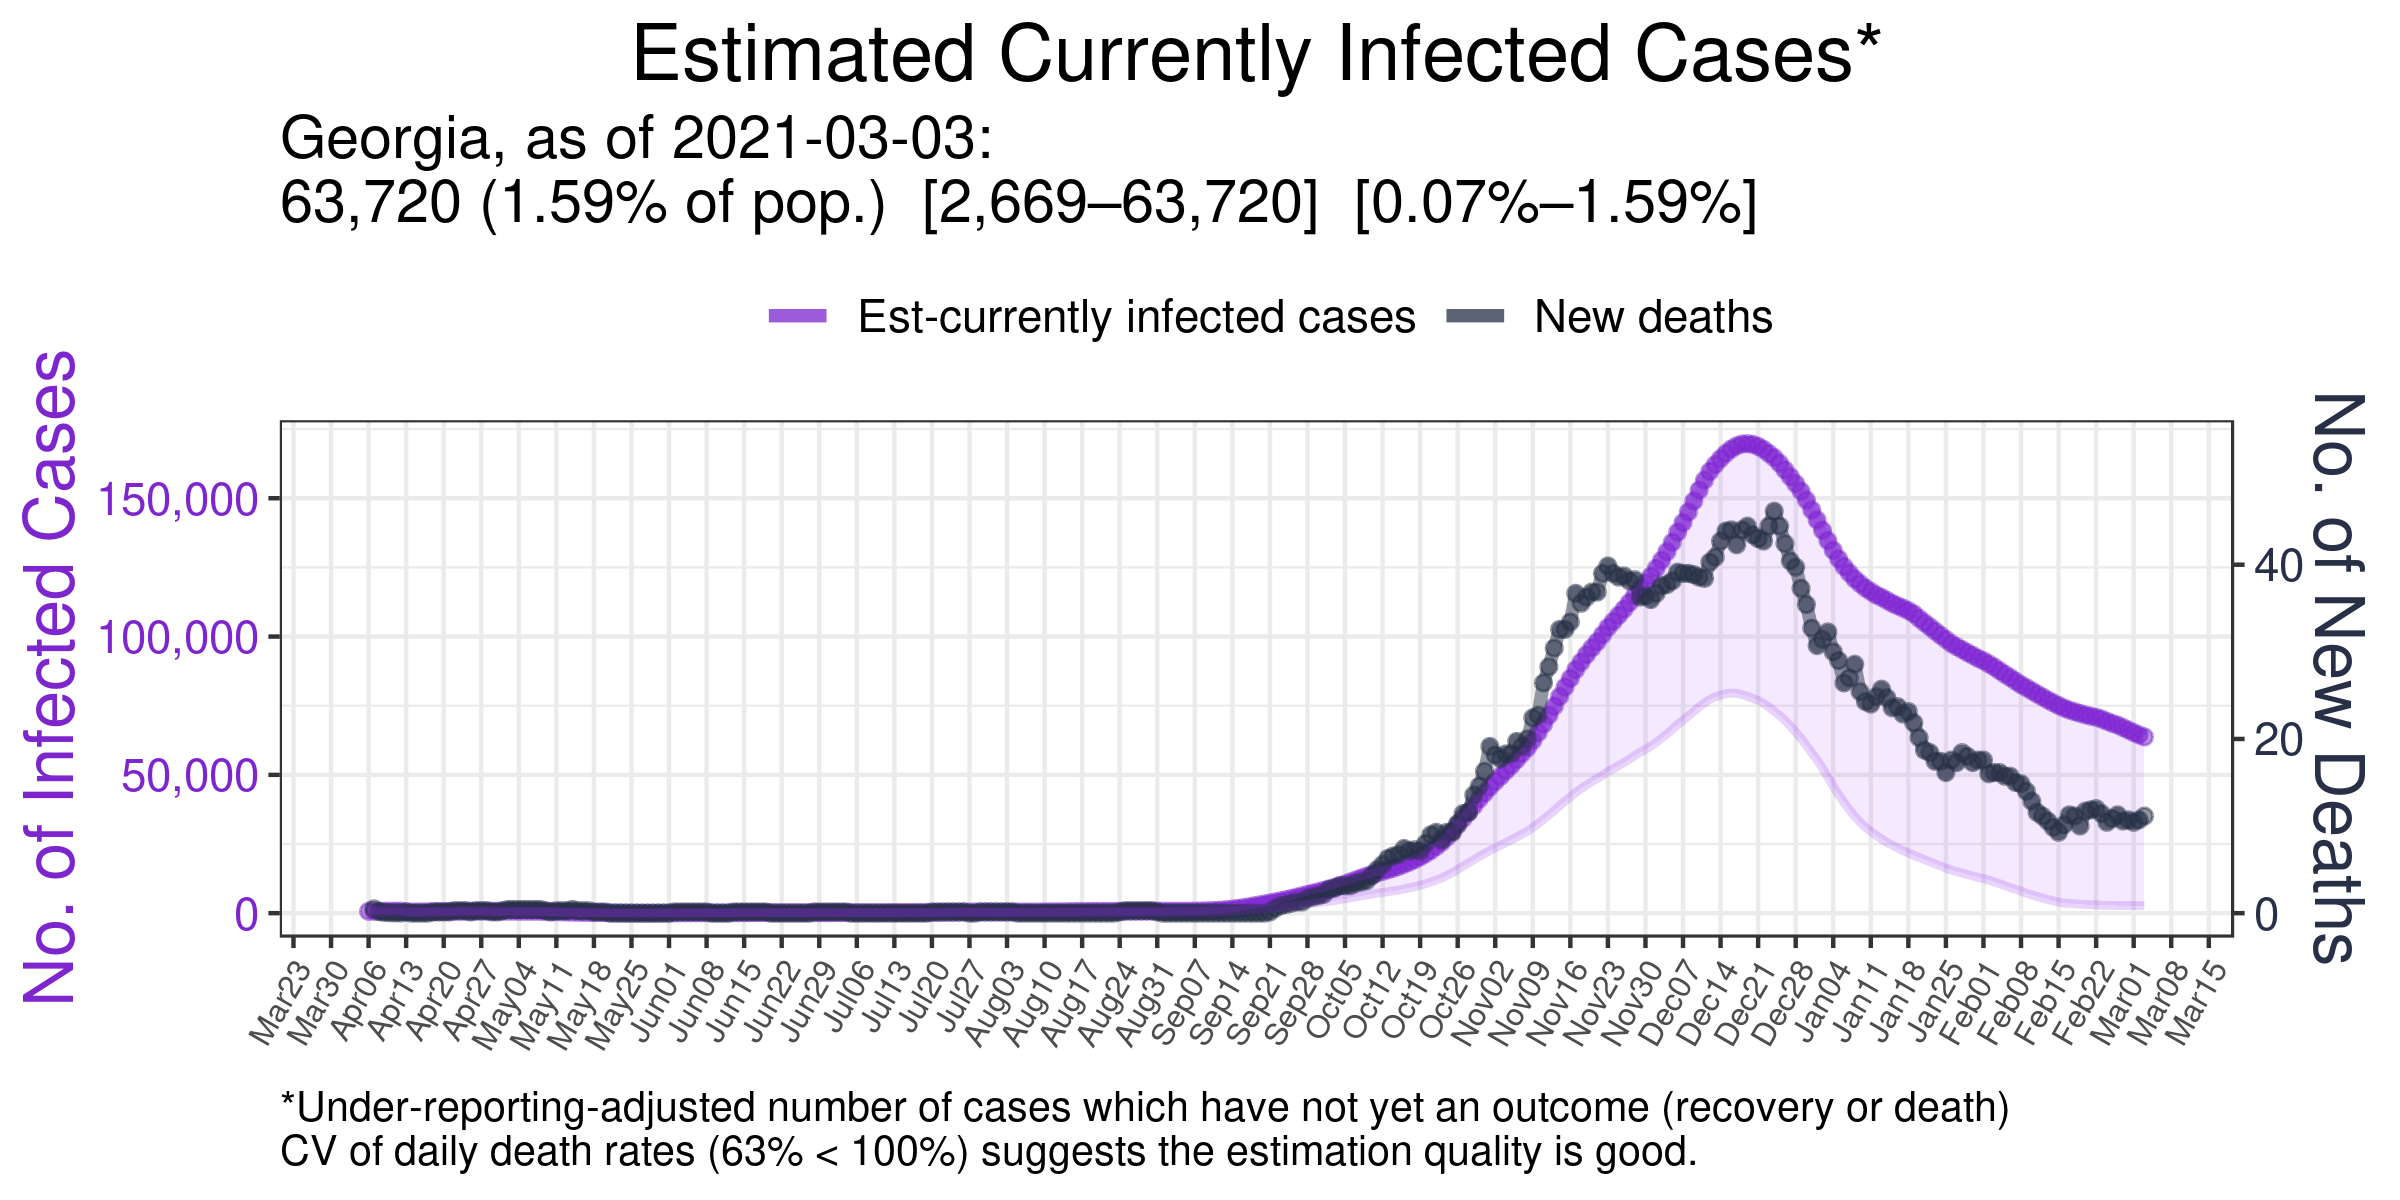 Estimated Currently Infected Cases*
Georgia, as of 2021-03-03:
63,720 (1.59% of pop.) [2,669–63,720] [0.07%–1.59%]
Est-currently infected cases New deaths
No. of Infected Cases
150,000
100,000
50,000
0
No. of New Deaths
40
20
0
Mar23 Mar30 Apr06 Apr13 Apr20 Apr27 May04 May11 May18 May25 Jun01 Jun08 Jun15 Jun22 Jun29 Jul06 Jul13 Jul20 Jul27 Aug03 Aug10 Aug17 Aug24 Aug31 Sep07 Sep14 Sep21 Sep28 Oct05 Oct12 Oct19 Oct26 Nov02 Nov09 Nov16 Nov23 Nov30 Dec07 Dec14 Dec21 Dec28 Jan04 Jan11 Jan18 Jan25 Feb01 Feb08 Feb15 Feb22 Mar01 Mar08 Mar15
*Under-reporting-adjusted number of cases which have not yet an outcome (recovery or death)
CV of daily death rates (63% < 100%) suggests the estimation quality is good.